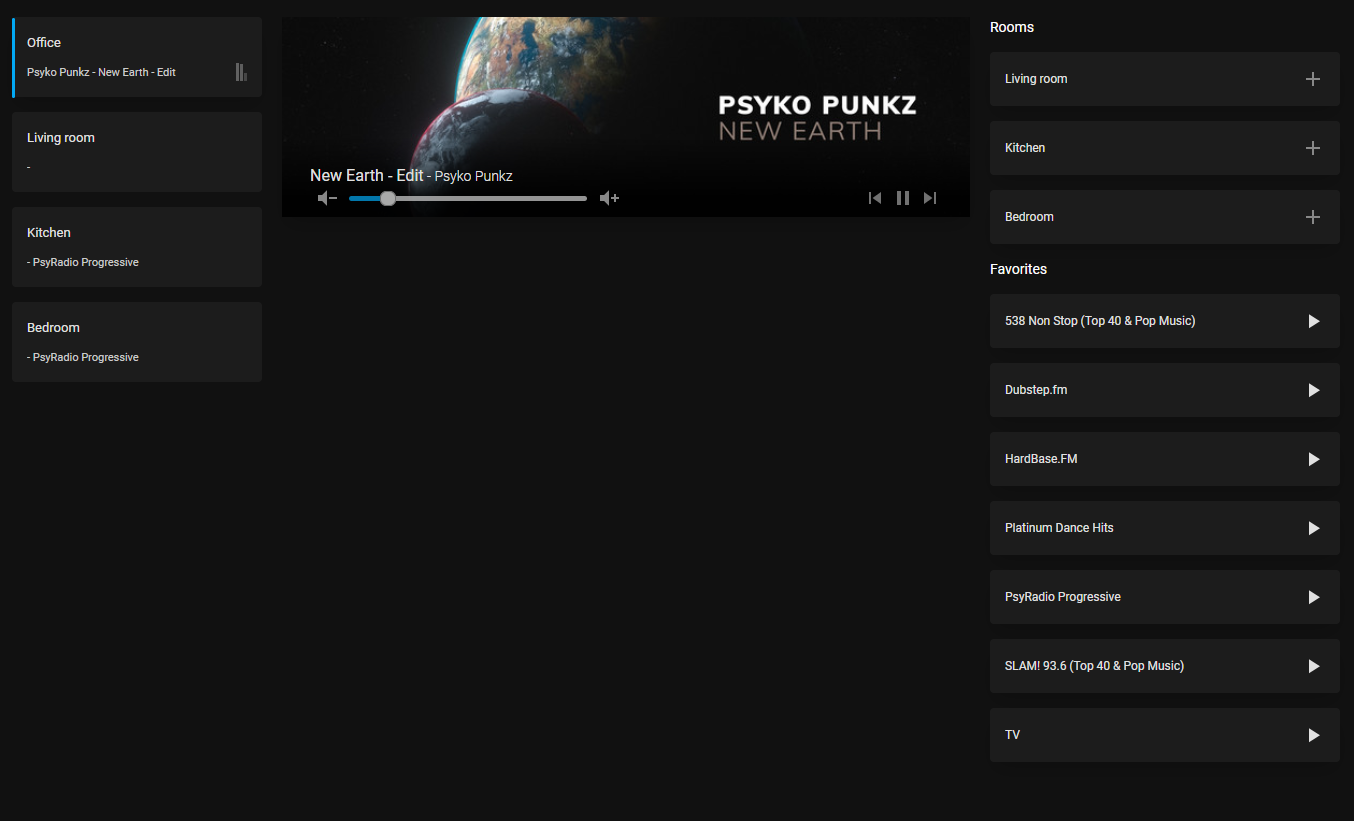 Office
Psyko Punkz - New Earth - Edit
Living room
-
Kitchen
- PsyRadio Progressive
Bedroom
- PsyRadio Progressive
PSYKO PUNKZ
NEW EARTH
New Earth - Edit - Psyko Punkz
Rooms
Living room
Kitchen
Bedroom
Favorites
538 Non Stop (Top 40 & Pop Music)
Dubstep.fm
HardBase.FM
Platinum Dance Hits
PsyRadio Progressive
SLAM! 93.6 (Top 40 & Pop Music)
TV